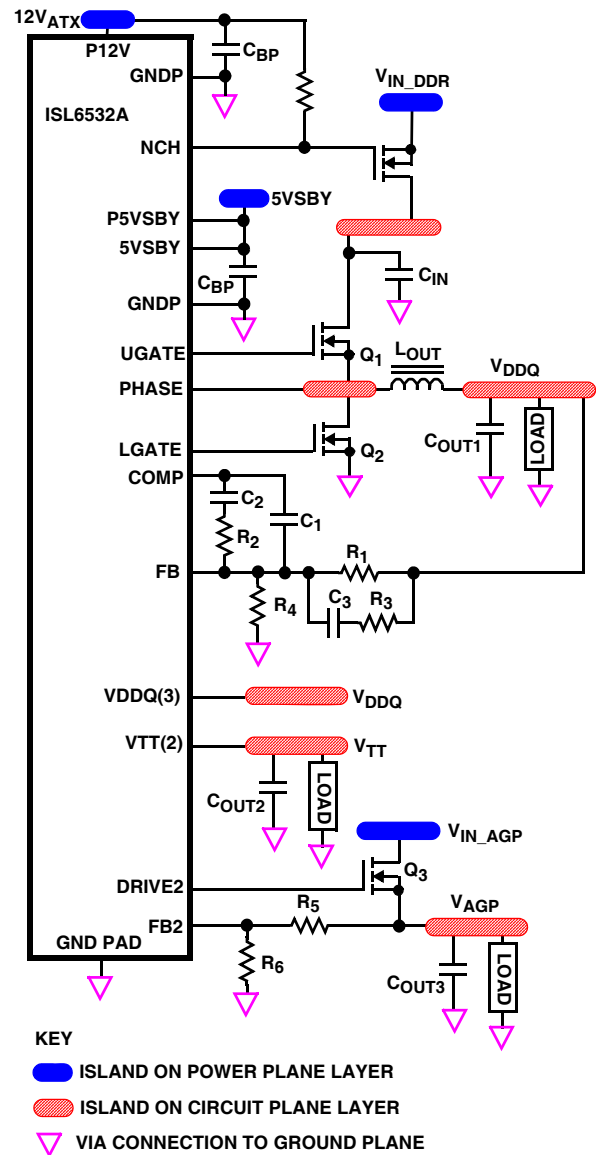 12VATX
P12V
CBP
GNDP
VIN_DDR
ISL6532A
NCH
5VSBY
P5VSBY
5VSBY
CBP
CIN
GNDP
UGATE
Q1
LOUT
VDDQ
PHASE
COUT1
LOAD
LGATE
Q2
COMP
C2
C1
R2
R1
FB
C3
R3
R4
VDDQ(3)
VDDQ
VTT(2)
VTT
COUT2
LOAD
VIN_AGP
Q3
DRIVE2
VAGP
R5
FB2
GND PAD
R6
COUT3
LOAD
KEY
ISLAND ON POWER PLANE LAYER
ISLAND ON CIRCUIT PLANE LAYER
VIA CONNECTION TO GROUND PLANE